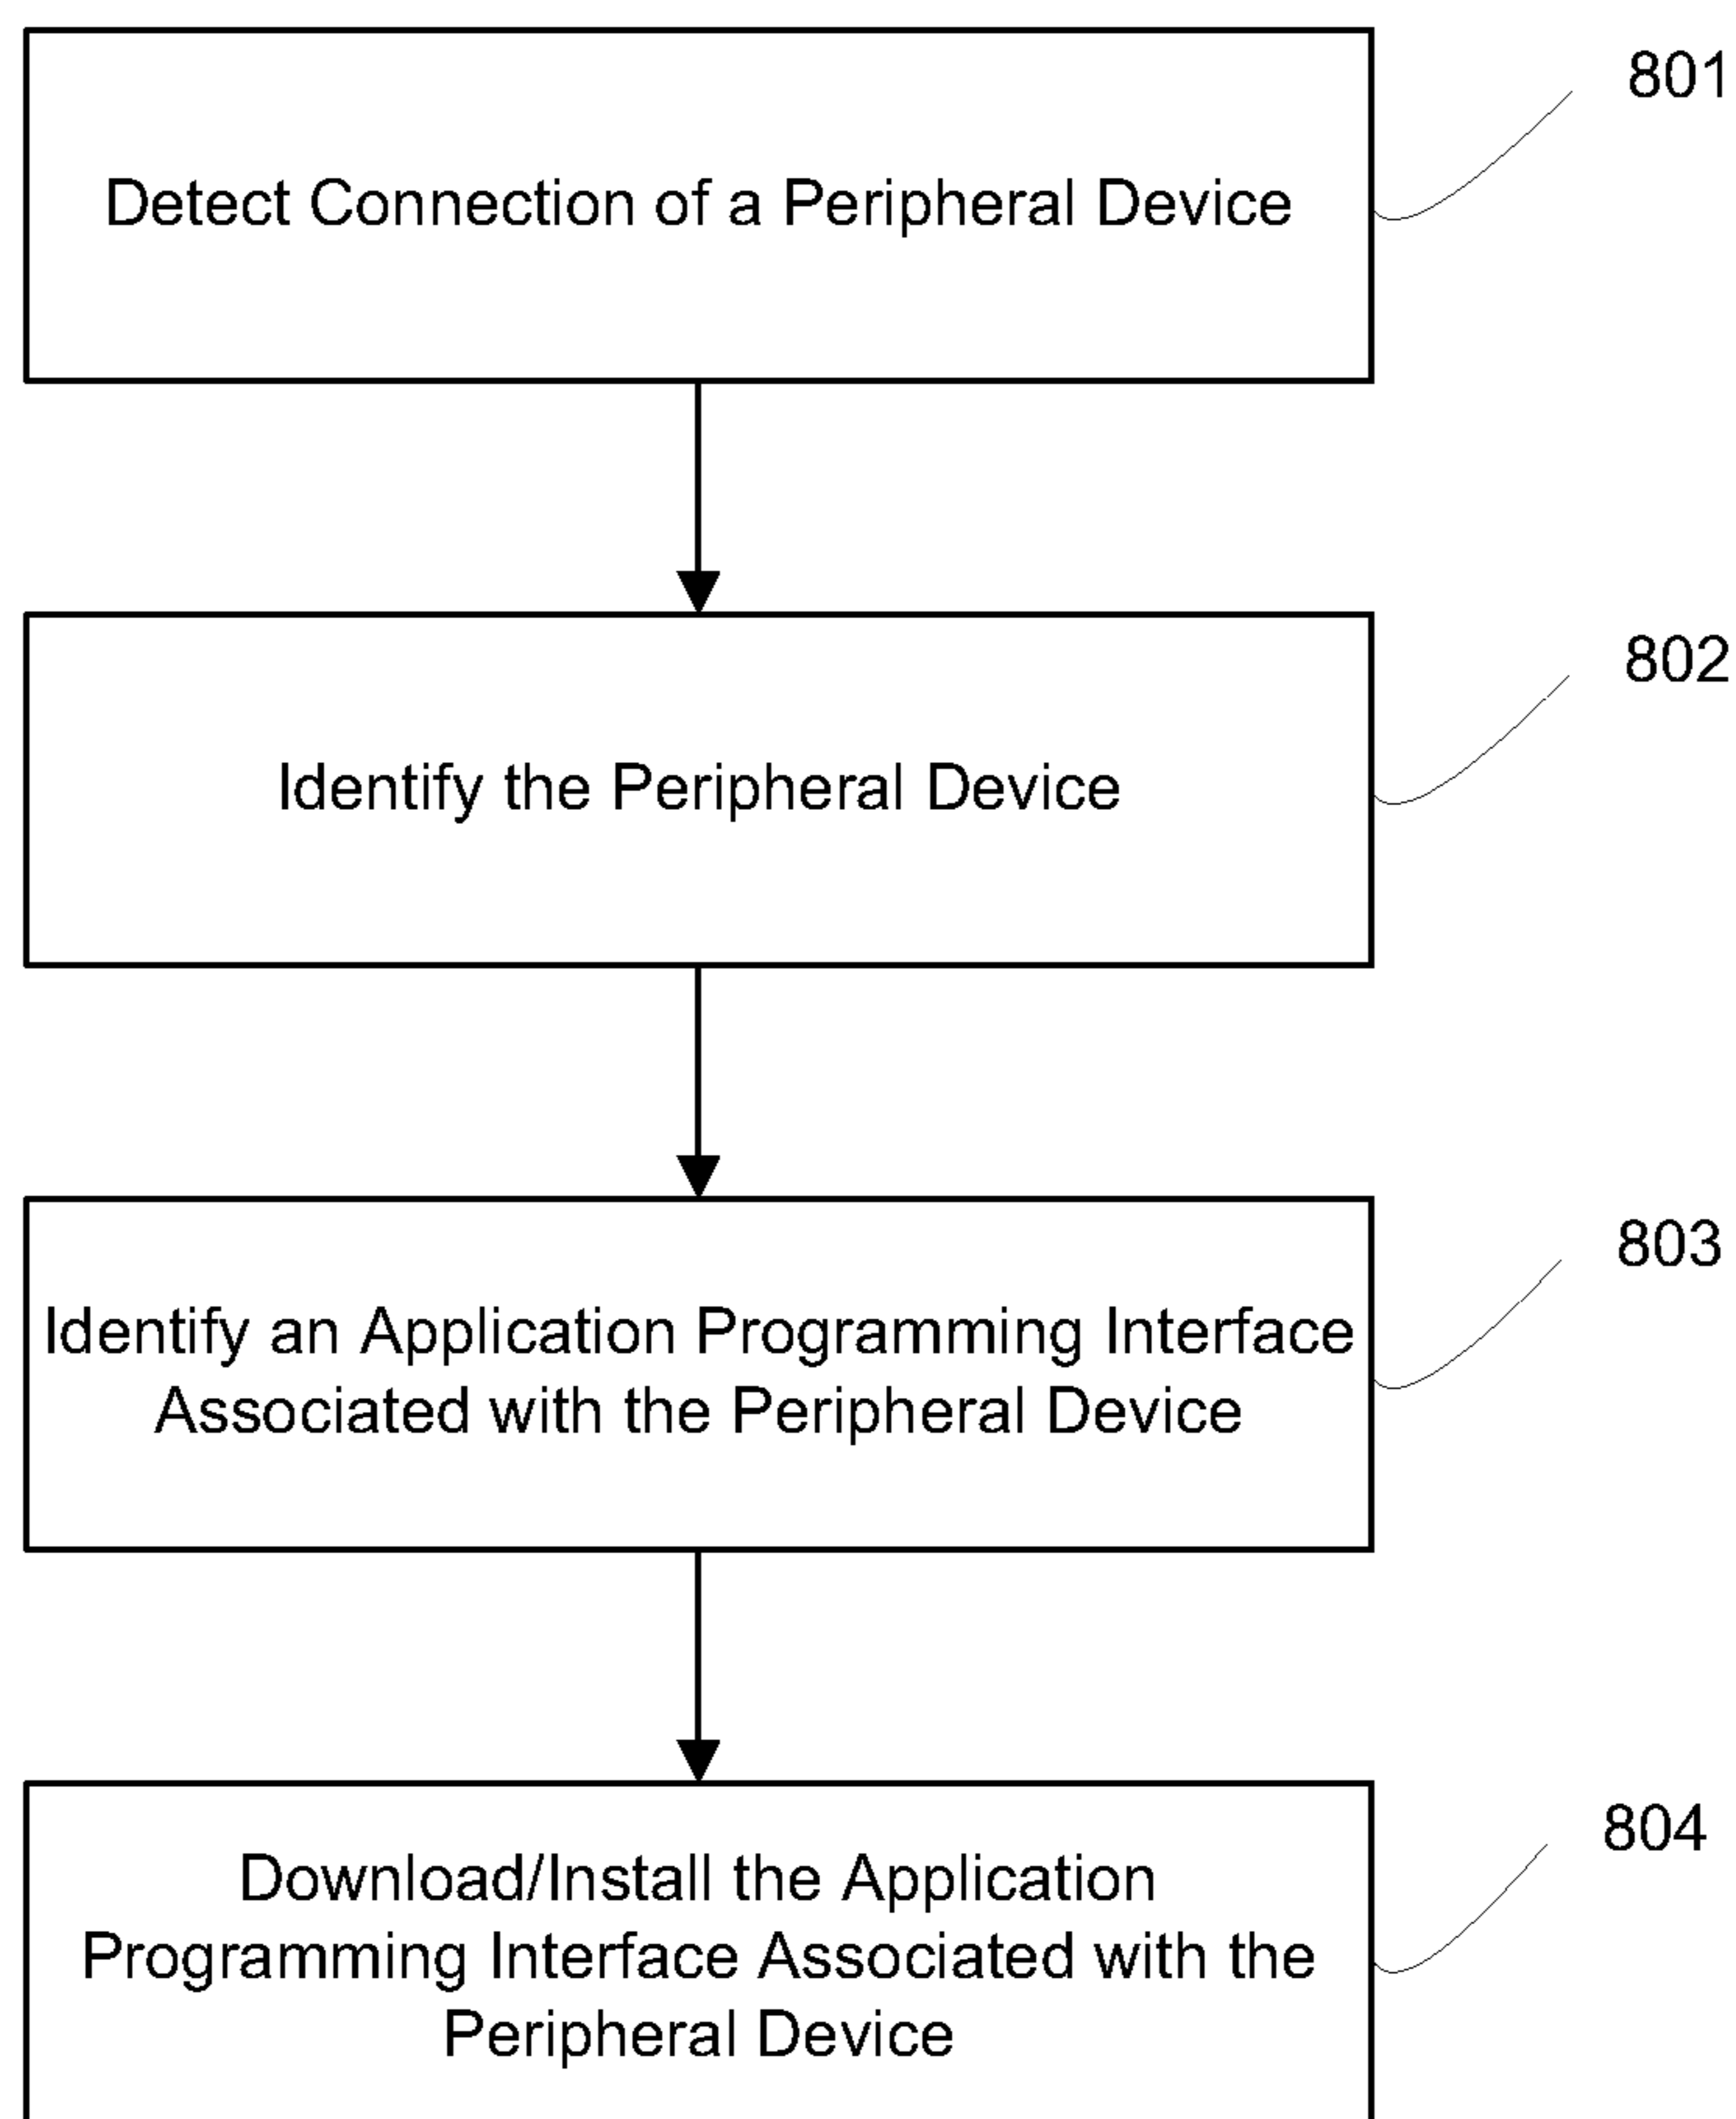 801
Detect Connection of a Peripheral Device
802
Identify the Peripheral Device
803
Identify an Application Programming Interface
Associated with the Peripheral Device
804
Download/Install the Application
Programming Interface Associated with the
Peripheral Device